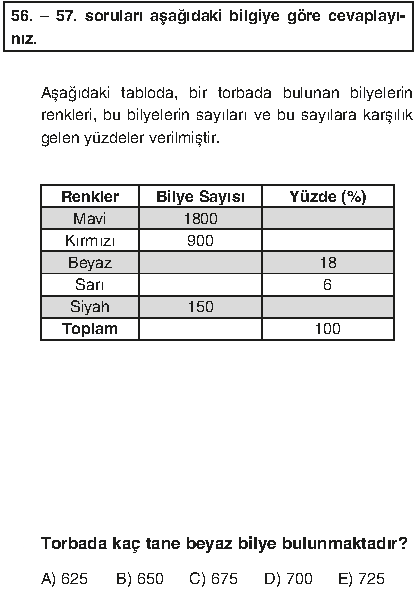 56. – 57. soruları aşağıdaki bilgiye göre cevaplayı-
nız.
Aşağıdaki tabloda, bir torbada bulunan bilyelerin
renkleri, bu bilyelerin sayıları ve bu sayılara karşılık
gelen yüzdeler verilmiştir.
Renkler Bilye Sayısı Yüzde (%)
Mavi 1800
Kırmızı 900
Beyaz 18
Sarı 6
Siyah 150
Toplam 100
Torbada kaç tane beyaz bilye bulunmaktadır?
A) 625 B) 650 C) 675 D) 700 E) 725